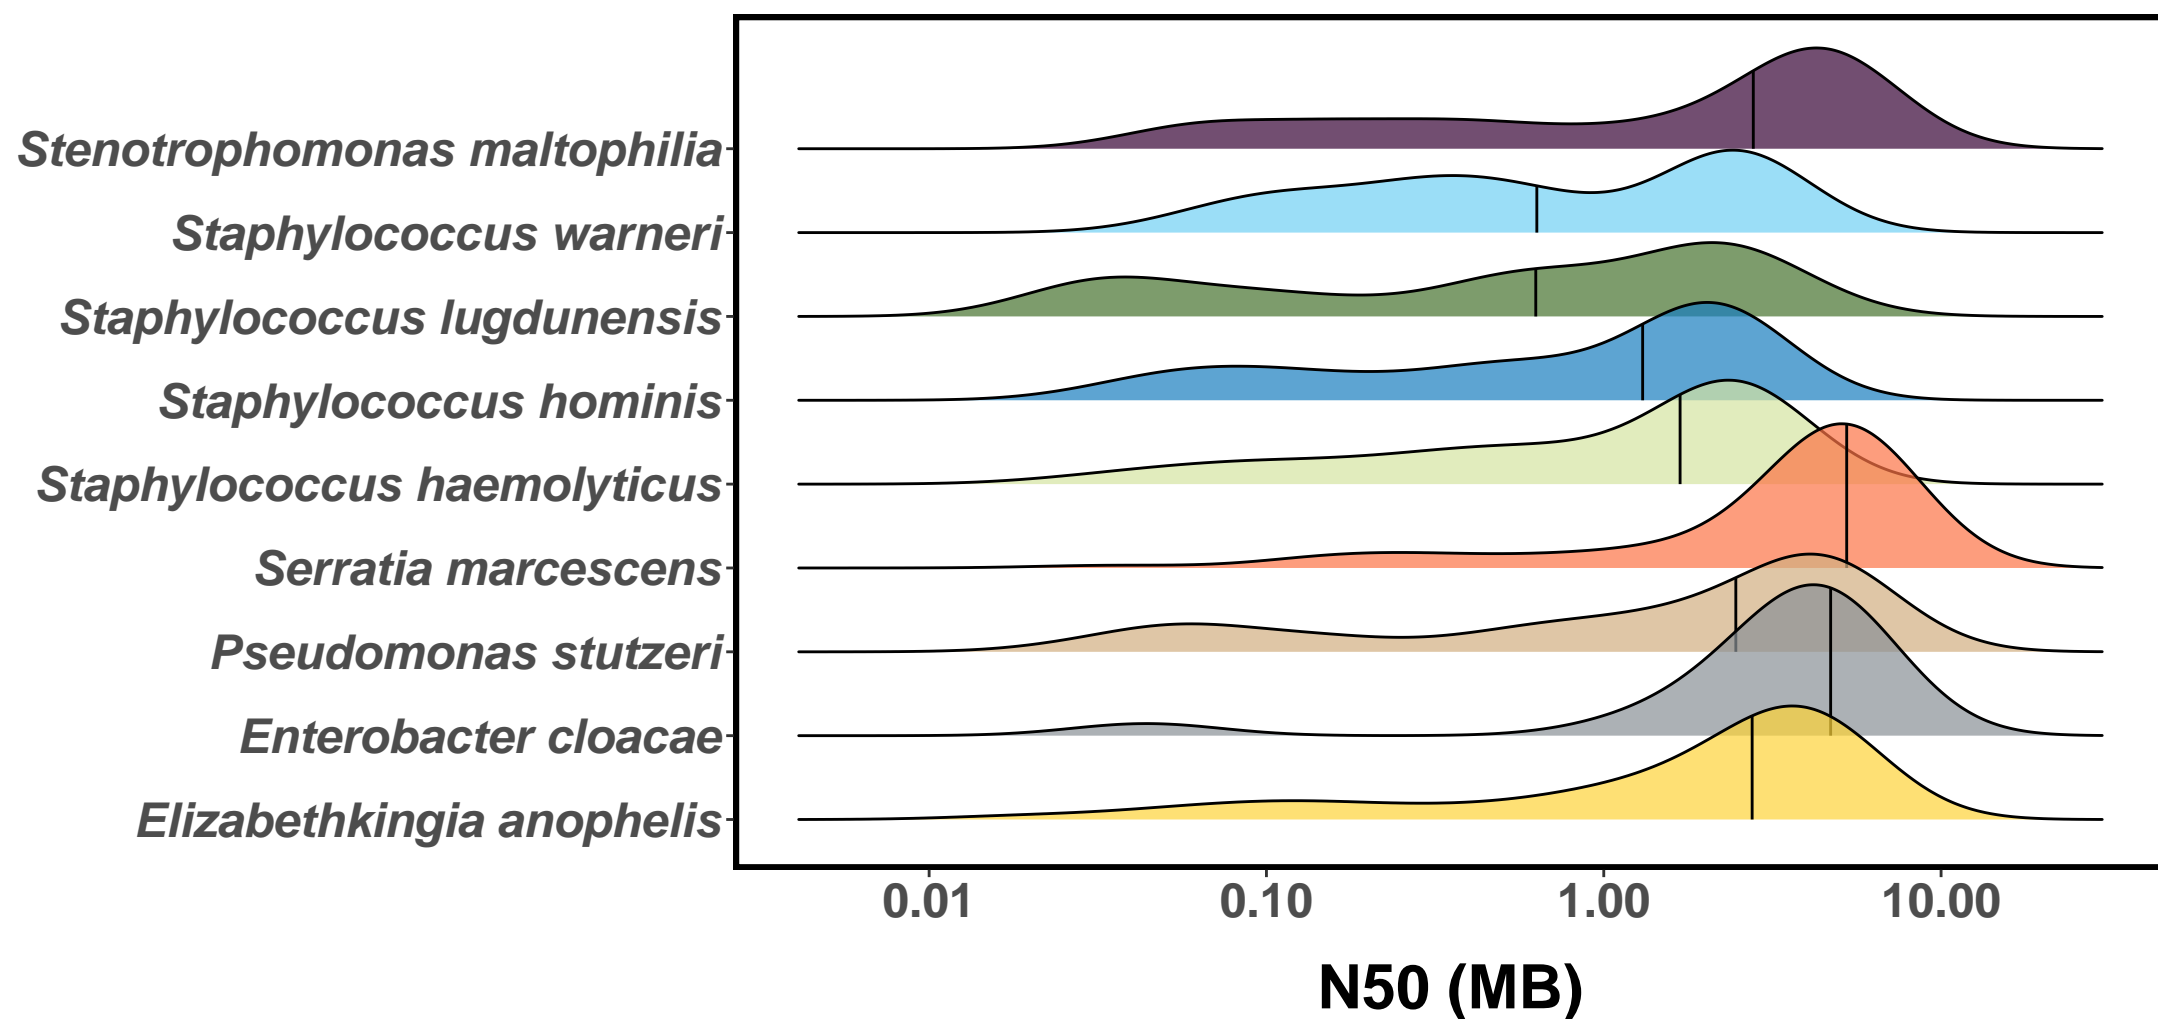 Stenotrophomonas maltophilia
Staphylococcus warneri
Staphylococcus lugdunensis
Staphylococcus hominis
Staphylococcus haemolyticus
Serratia marcescens
Pseudomonas stutzeri
Enterobacter cloacae
Elizabethkingia anophelis
0.01 0.10 1.00 10.00
N50 (MB)